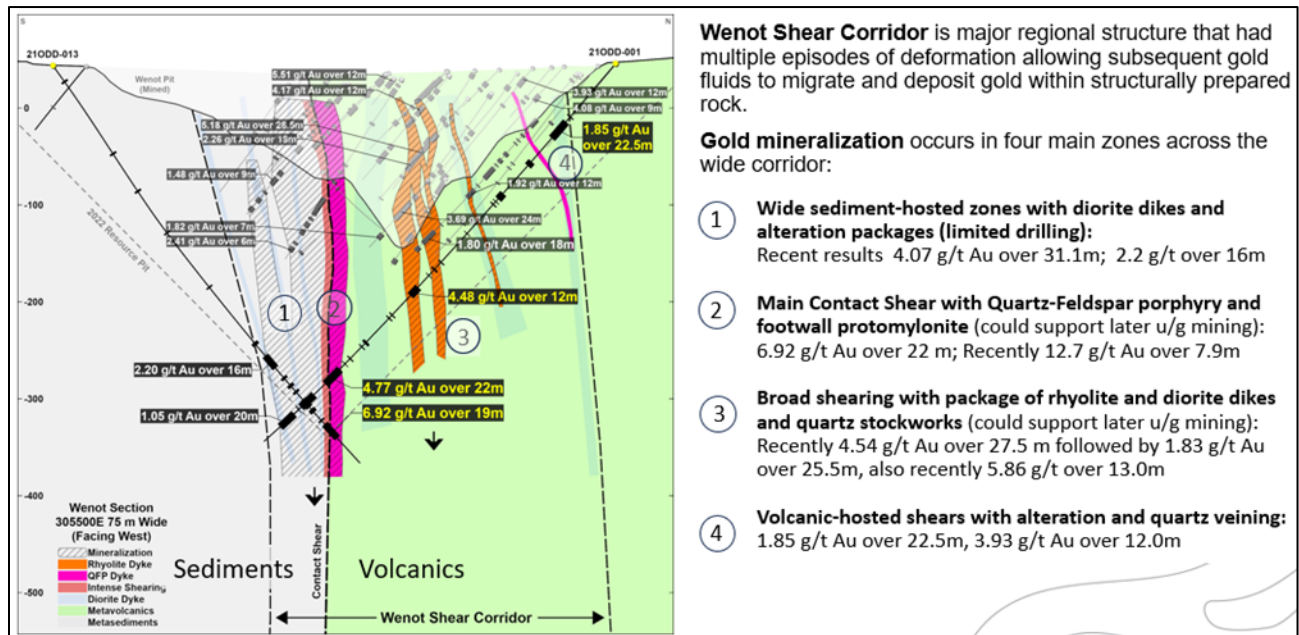 S
N
21ODD-013
21ODD-001
Wenot Pit
(Mined)
5.51 g/t Au over 12m
4.17 g/t Au over 12m
3.93 g/t Au over 12m
4.08 g/t Au over 9m
0
5.18 g/t Au over 28.5m
2.26 g/t Au over 18m
1.85 g/t Au
over 22.5m
4
1.48 g/t Au over 9m
1.92 g/t Au over 12m
-100
2022 Resource Pit
1.82 g/t Au over 7m
2.41 g/t Au over 6m
3.69 g/t Au over 24m
1.80 g/t Au over 18m
-200
4.48 g/t Au over 12m
1
2
3
2.20 g/t Au over 16m
4.77 g/t Au over 22m
-300
1.05 g/t Au over 20m
6.92 g/t Au over 19m
-400
Wenot Section
305500E 75 m Wide
(Facing West)
Mineralization
Rhyolite Dyke
QFP Dyke
Intense Shearing
Diorite Dyke
Metavolcanics
Metasediments
Sediments
Contact Shear
Volcanics
-500
Wenot Shear Corridor
Wenot Shear Corridor is major regional structure that had
multiple episodes of deformation allowing subsequent gold
fluids to migrate and deposit gold within structurally prepared
rock.
Gold mineralization occurs in four main zones across the
wide corridor:
1
Wide sediment-hosted zones with diorite dikes and
alteration packages (limited drilling):
Recent results 4.07 g/t Au over 31.1m; 2.2 g/t over 16m
2
Main Contact Shear with Quartz-Feldspar porphyry and
footwall protomylonite (could support later u/g mining):
6.92 g/t Au over 22 m; Recently 12.7 g/t Au over 7.9m
3
Broad shearing with package of rhyolite and diorite dikes
and quartz stockworks (could support later u/g mining):
Recently 4.54 g/t Au over 27.5 m followed by 1.83 g/t Au
over 25.5m, also recently 5.86 g/t over 13.0m
4
Volcanic-hosted shears with alteration and quartz veining:
1.85 g/t Au over 22.5m, 3.93 g/t Au over 12.0m